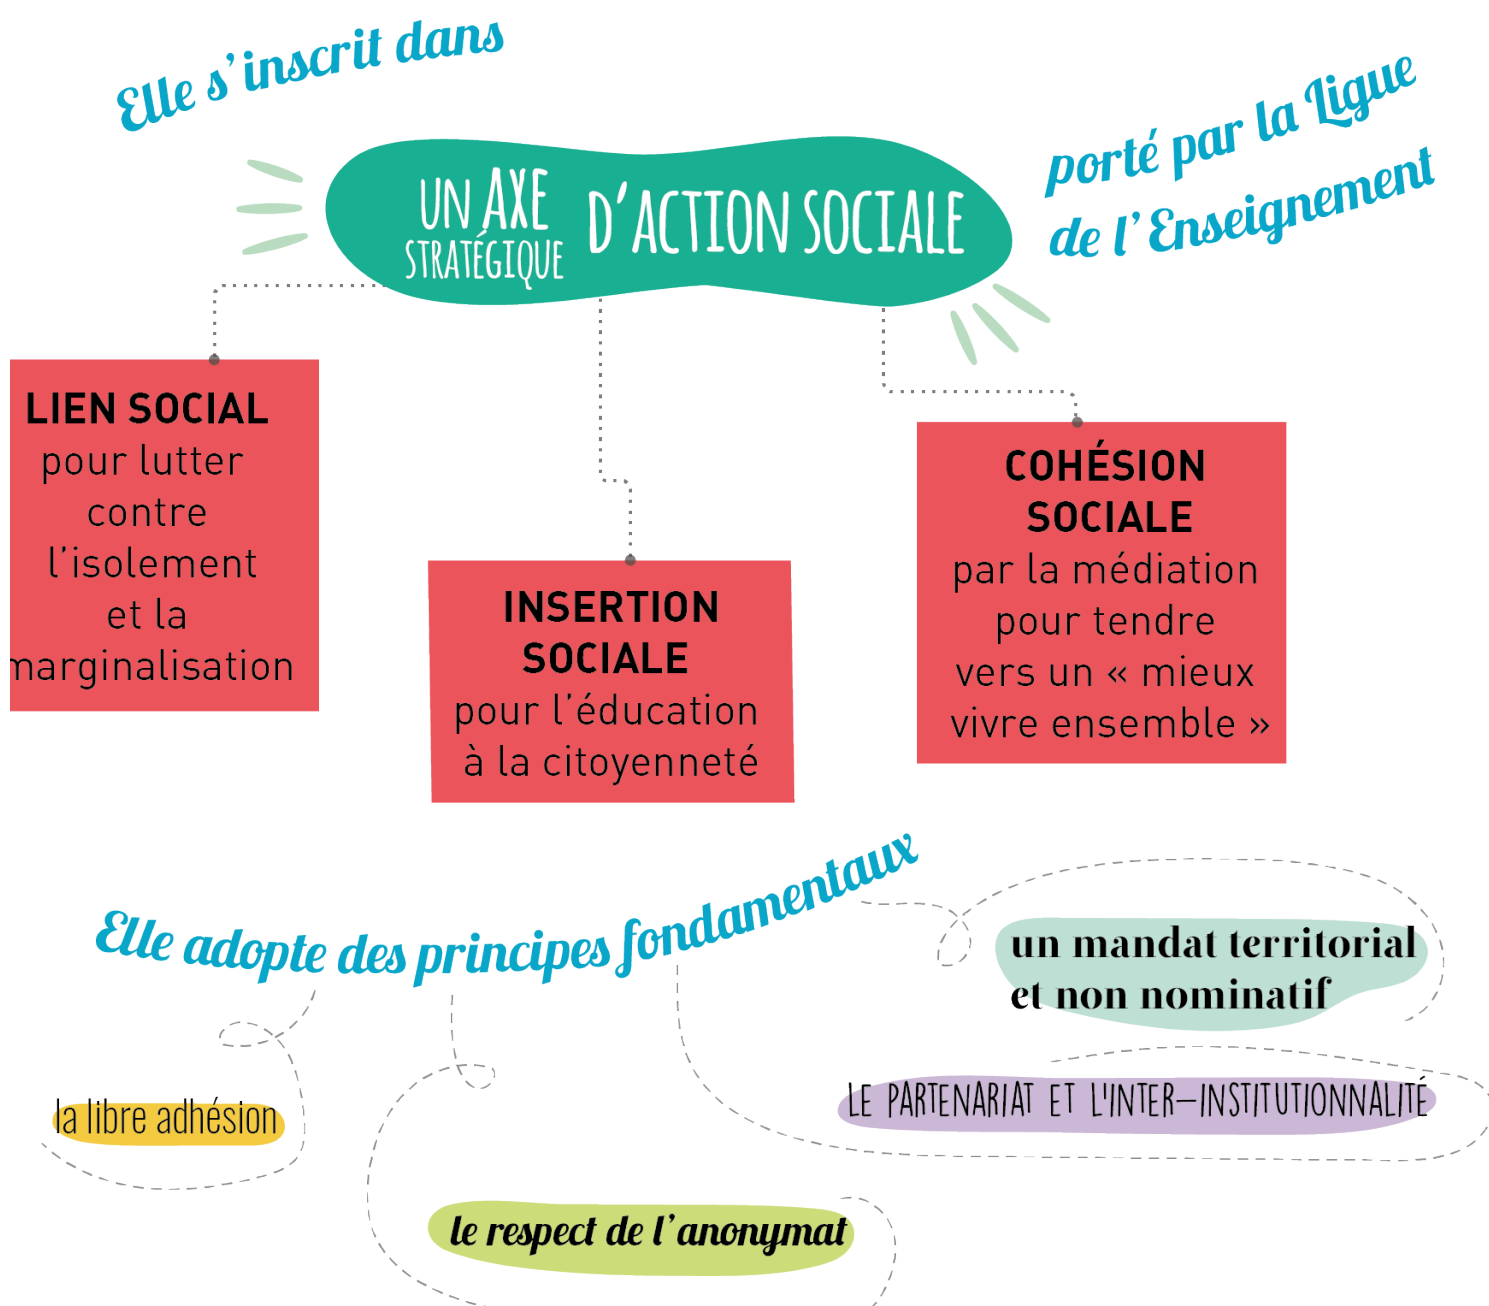 Elle s'inscrit dans
UN AXE
STRATÉGIQUE
D'ACTION SOCIALE
porté par la Ligue
de l'Enseignement
LIEN SOCIAL
pour lutter
contre
l'isolement
et la
marginalisation
INSERTION
SOCIALE
pour l'éducation
à la citoyenneté
COHÉSION
SOCIALE
par la médiation
pour tendre
vers un « mieux
vivre ensemble »
Elle adopte des principes fondamentaux
un mandat territorial
et non nominatif
LE PARTENARIAT ET L'INTER-INSTITUTIONNALITÉ
la libre adhésion
le respect de l'anonymat